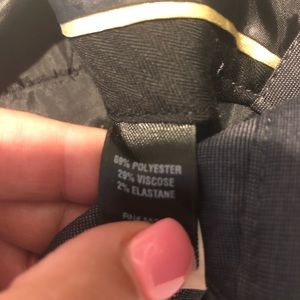 69% POLYESTER
29% VISCOSE
2% ELASTANE